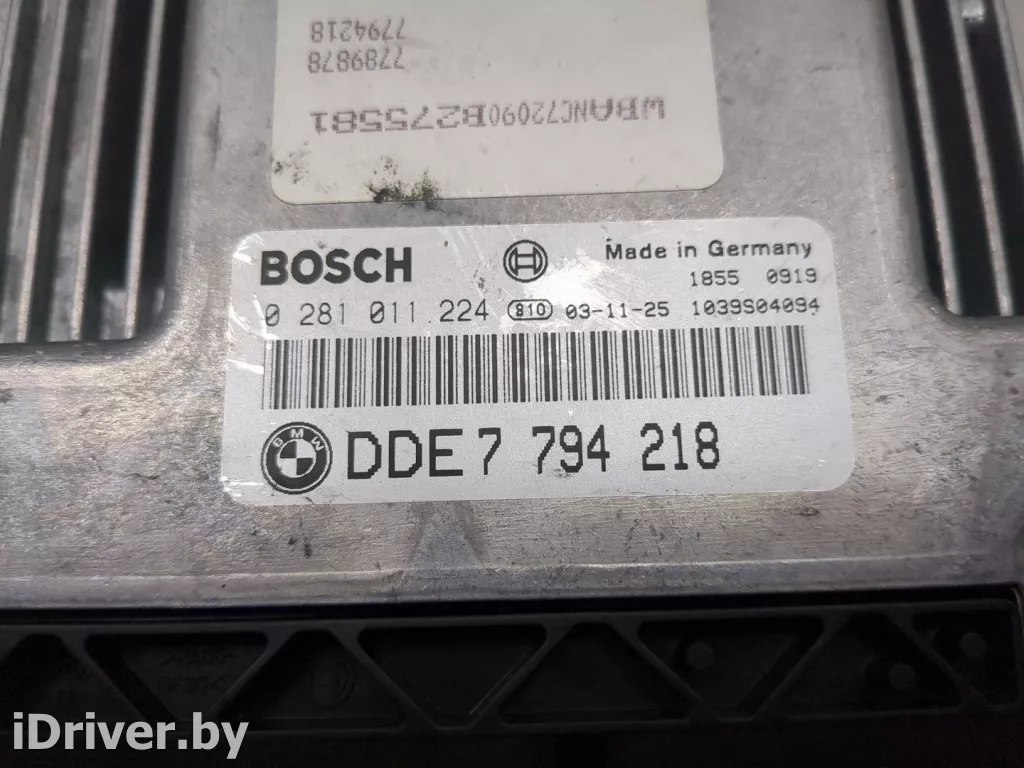 WBANC72090B275581
7789878
7794218
BOSCH
Made in Germany
1855 0919
0 281 011 224 810 03-11-25 1039S04094
BMW
DDE 7 794 218
iDriver.by